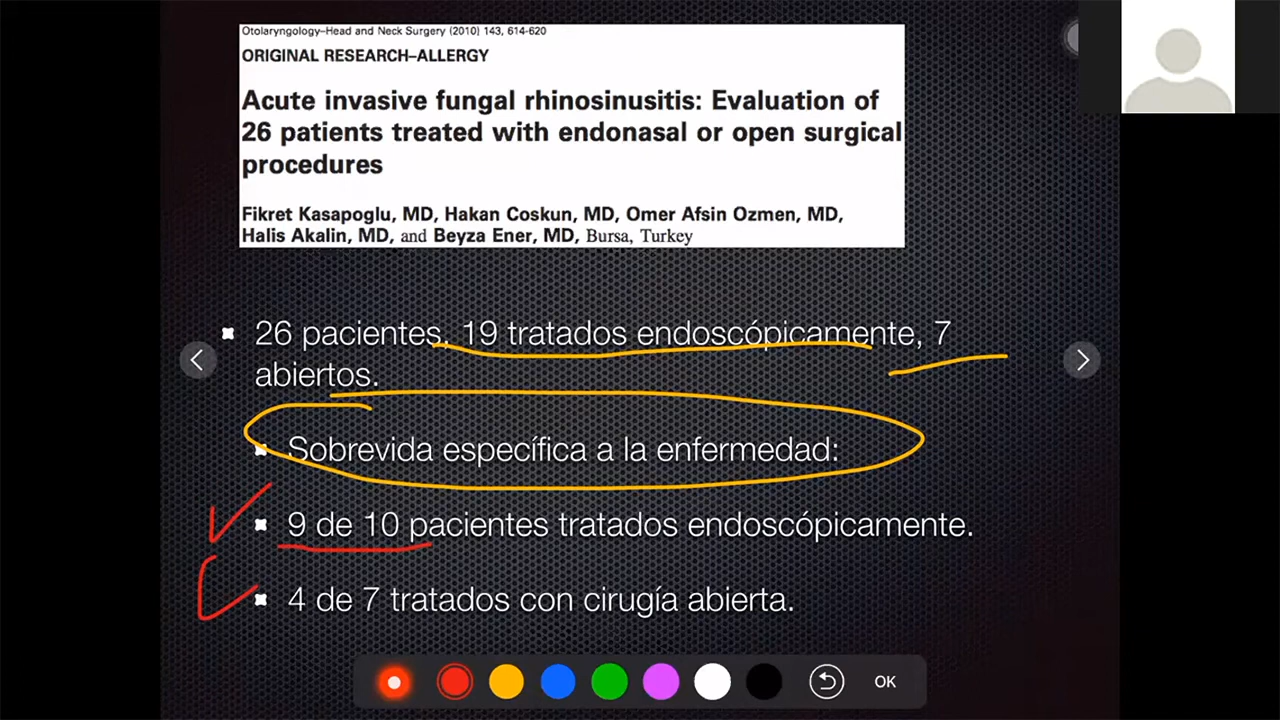 Otolaryngology–Head and Neck Surgery (2010) 143, 614-620
ORIGINAL RESEARCH–ALLERGY
Acute invasive fungal rhinosinusitis: Evaluation of
26 patients treated with endonasal or open surgical
procedures
Fikret Kasapoglu, MD, Hakan Coskun, MD, Omer Afsin Ozmen, MD,
Halis Akalin, MD, and Beyza Ener, MD, Bursa, Turkey
26 pacientes, 19 tratados endoscópicamente, 7
abiertos.
Sobrevida específica a la enfermedad:
9 de 10 pacientes tratados endoscópicamente.
4 de 7 tratados con cirugía abierta.
OK